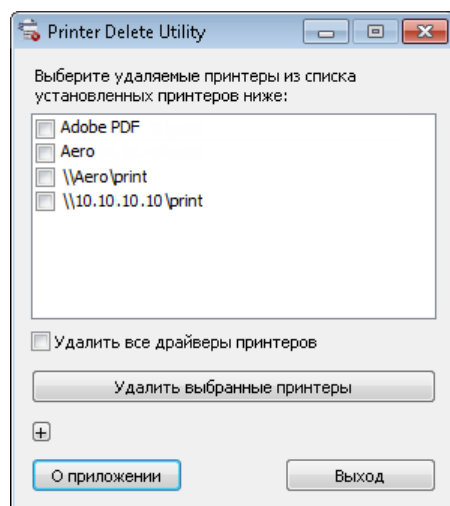 Printer Delete Utility
Выберите удаляемые принтеры из списка
установленных принтеров ниже:
Adobe PDF
Aero
\\Aero\print
\\10.10.10.10\print
Удалить все драйверы принтеров
Удалить выбранные принтеры
О приложении
Выход